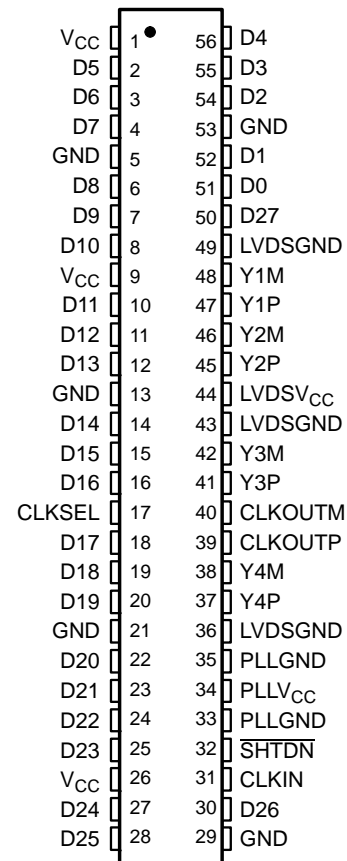 V_CC 1 56 D4
D5 2 55 D3
D6 3 54 D2
D7 4 53 GND
GND 5 52 D1
D8 6 51 D0
D9 7 50 D27
D10 8 49 LVDSGND
V_CC 9 48 Y1M
D11 10 47 Y1P
D12 11 46 Y2M
D13 12 45 Y2P
GND 13 44 LVDSV_CC
D14 14 43 LVDSGND
D15 15 42 Y3M
D16 16 41 Y3P
CLKSEL 17 40 CLKOUTM
D17 18 39 CLKOUTP
D18 19 38 Y4M
D19 20 37 Y4P
GND 21 36 LVDSGND
D20 22 35 PLLGND
D21 23 34 PLLV_CC
D22 24 33 PLLGND
D23 25 32 SHTDN
V_CC 26 31 CLKIN
D24 27 30 D26
D25 28 29 GND